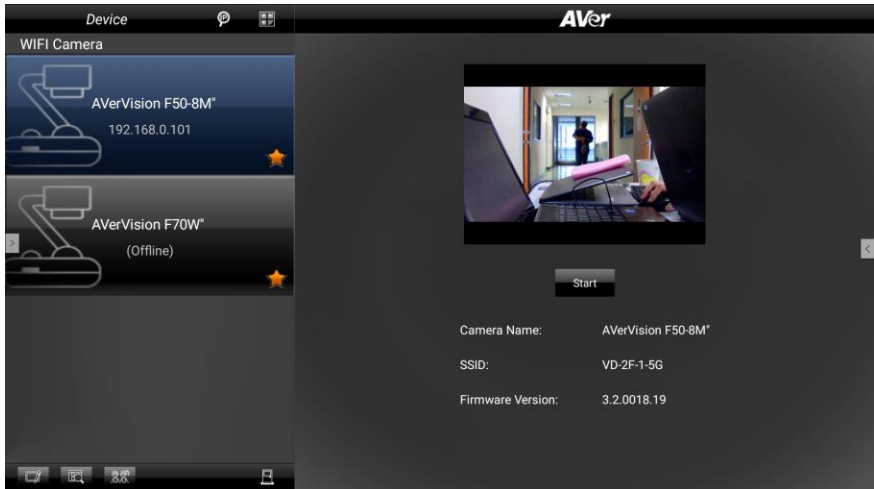 Device
IP
WIFI Camera
AVerVision F50-8M"
192.168.0.101
AVerVision F70W"
(Offline)
AVer
Start
Camera Name: AVerVision F50-8M"
SSID: VD-2F-1-5G
Firmware Version: 3.2.0018.19